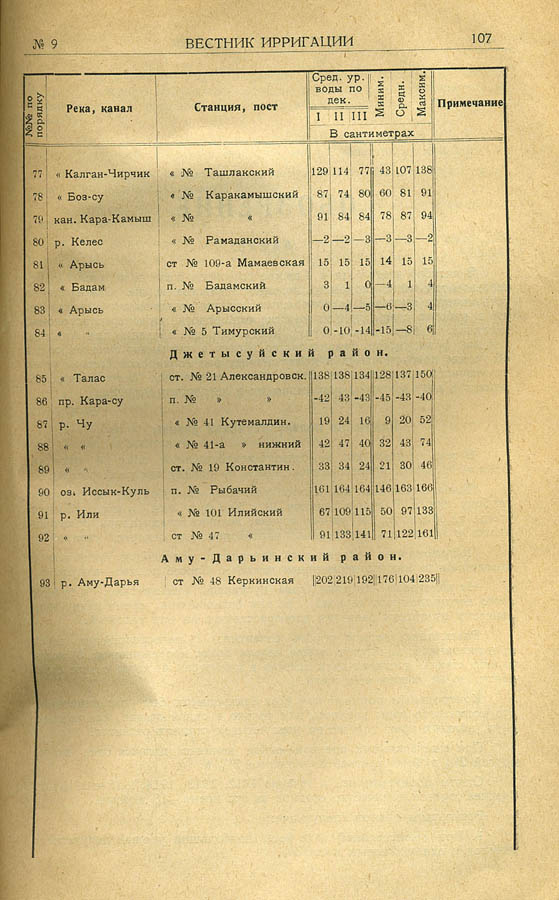 № 9 ВЕСТНИК ИРРИГАЦИИ 107
№№ по порядку Река, канал Станция, пост Сред. ур. воды по дек. Миним. Средн. Максим. Примечание
I II III
В сантиметрах
77 « Калган-Чирчик « № Ташлакский 129 114 77 43 107 138
78 « Боз-су « № Каракамышский 87 74 80 60 81 91
79 кан. Кара-Камыш « № « 91 84 84 78 87 94
80 р. Келес « № Рамаданский —2 —2 —3 —3 —3 —2
81 « Арысь ст № 109-а Мамаевская 15 15 15 14 15 15
82 « Бадам п. № Бадамский 3 1 0 —4 1 4
83 « Арысь « № Арысский 0 —4 —5 —6 —3 4
84 « „ « № 5 Тимурский 0 -10 -14 -15 —8 6
Джетысуйский район.
85 « Талас ст. № 21 Александровск. 138 138 134 128 137 150
86 пр. Кара-су п. № » » -42 43 -43 -45 -43 -40
87 р. Чу « № 41 Кутемалдин. 19 24 16 9 20 52
88 « « « № 41-а » нижний 42 47 40 32 43 74
89 « « ст. № 19 Константин. 33 34 24 21 30 46
90 оз. Иссык-Куль п. № Рыбачий 161 164 164 146 163 166
91 р. Или « № 101 Илийский 67 109 115 50 97 133
92 « „ ст № 47 « 91 133 141 71 122 161
Аму-Дарьинский район.
93 р. Аму-Дарья ст № 48 Керкинская 202 219 192 176 104 235